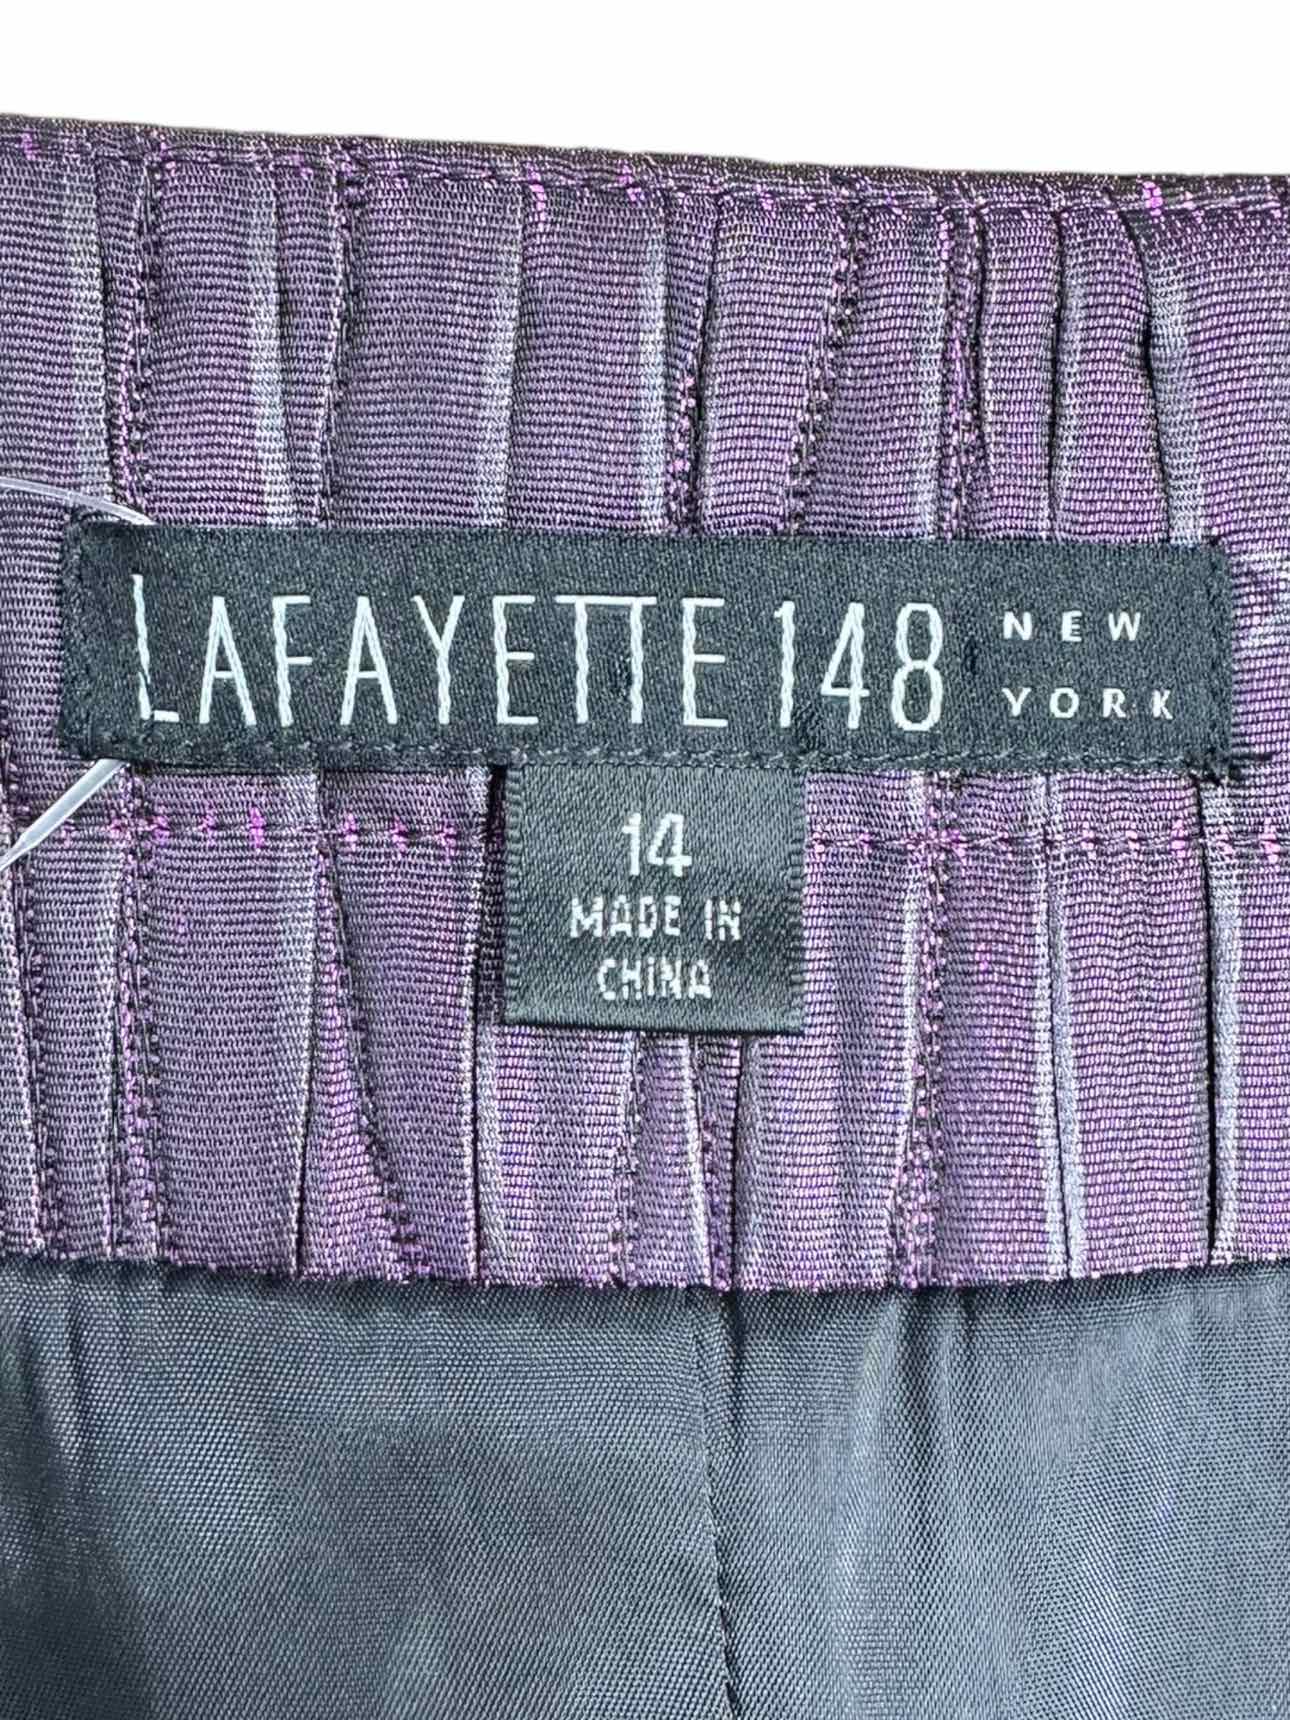 LAFAYETTE 148 NEW YORK
14
MADE IN
CHINA